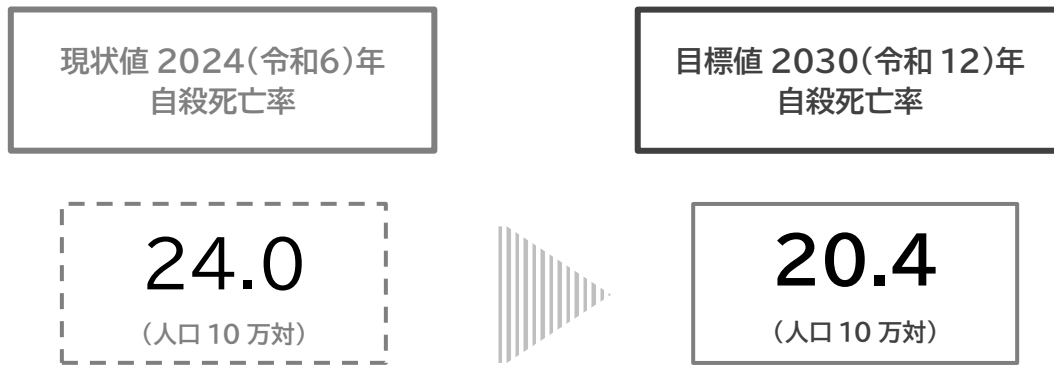 現状値 2024(令和6)年
自殺死亡率
目標値 2030(令和 12)年
自殺死亡率
24.0
(人口 10 万対)
20.4
(人口 10 万対)